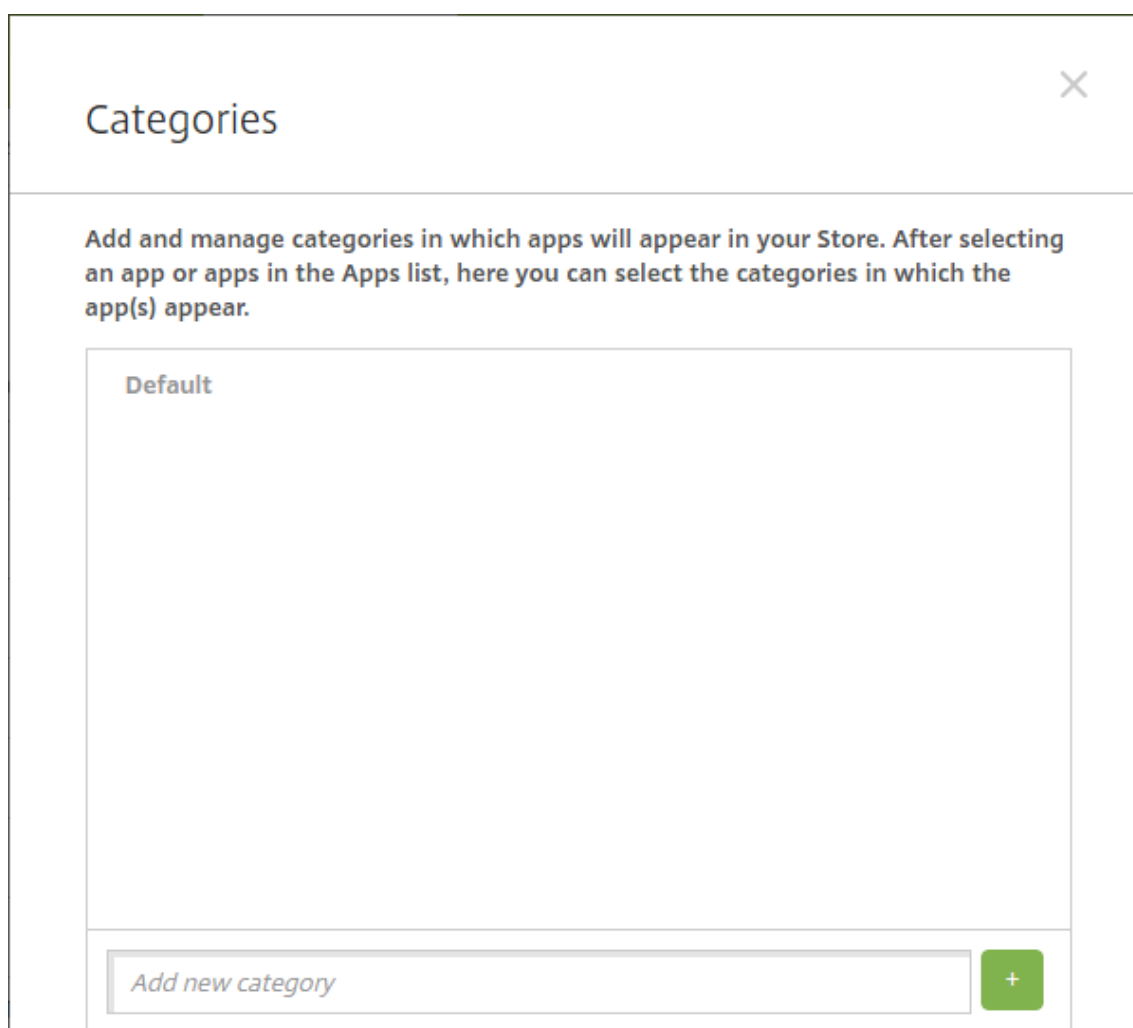 Categories
Add and manage categories in which apps will appear in your Store. After selecting
an app or apps in the Apps list, here you can select the categories in which the
app(s) appear.
Default
Add new category
+